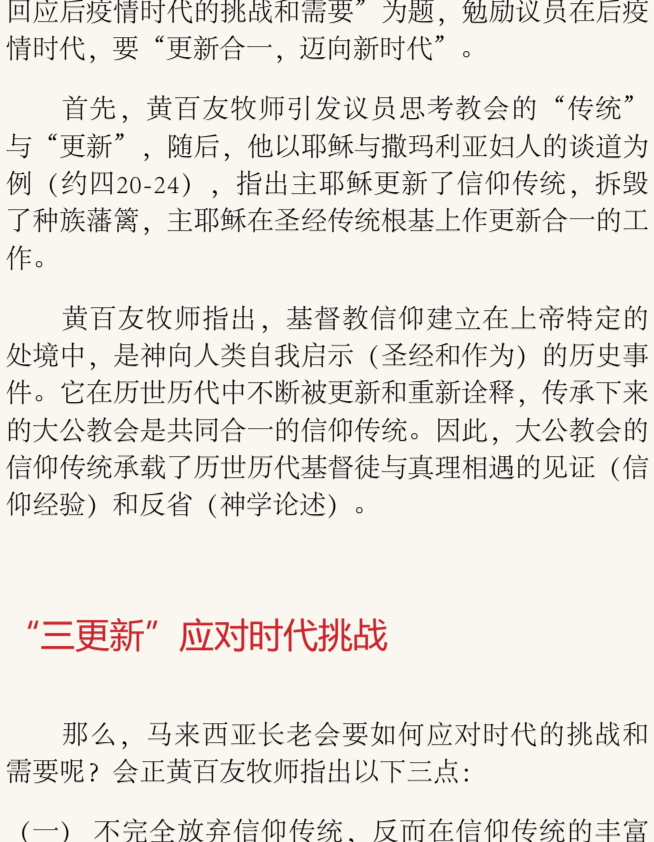 回应后疫情时代的挑战和需要”为题，勉励议员在后疫
情时代，要“更新合一，迈向新时代”。
首先，黄百友牧师引发议员思考教会的“传统”
与“更新”，随后，他以耶稣与撒玛利亚妇人的谈道为
例（约四20-24），指出主耶稣更新了信仰传统，拆毁
了种族藩篱，主耶稣在圣经传统根基上作更新合一的工
作。
黄百友牧师指出，基督教信仰建立在上帝特定的
处境中，是神向人类自我启示（圣经和作为）的历史事
件。它在历世历代中不断被更新和重新诠释，传承下来
的大公教会是共同合一的信仰传统。因此，大公教会的
信仰传统承载了历世历代基督徒与真理相遇的见证（信
仰经验）和反省（神学论述）。
“三更新”应对时代挑战
那么，马来西亚长老会要如何应对时代的挑战和
需要呢？会正黄百友牧师指出以下三点：
（一） 不完全放弃信仰传统，反而在信仰传统的丰富